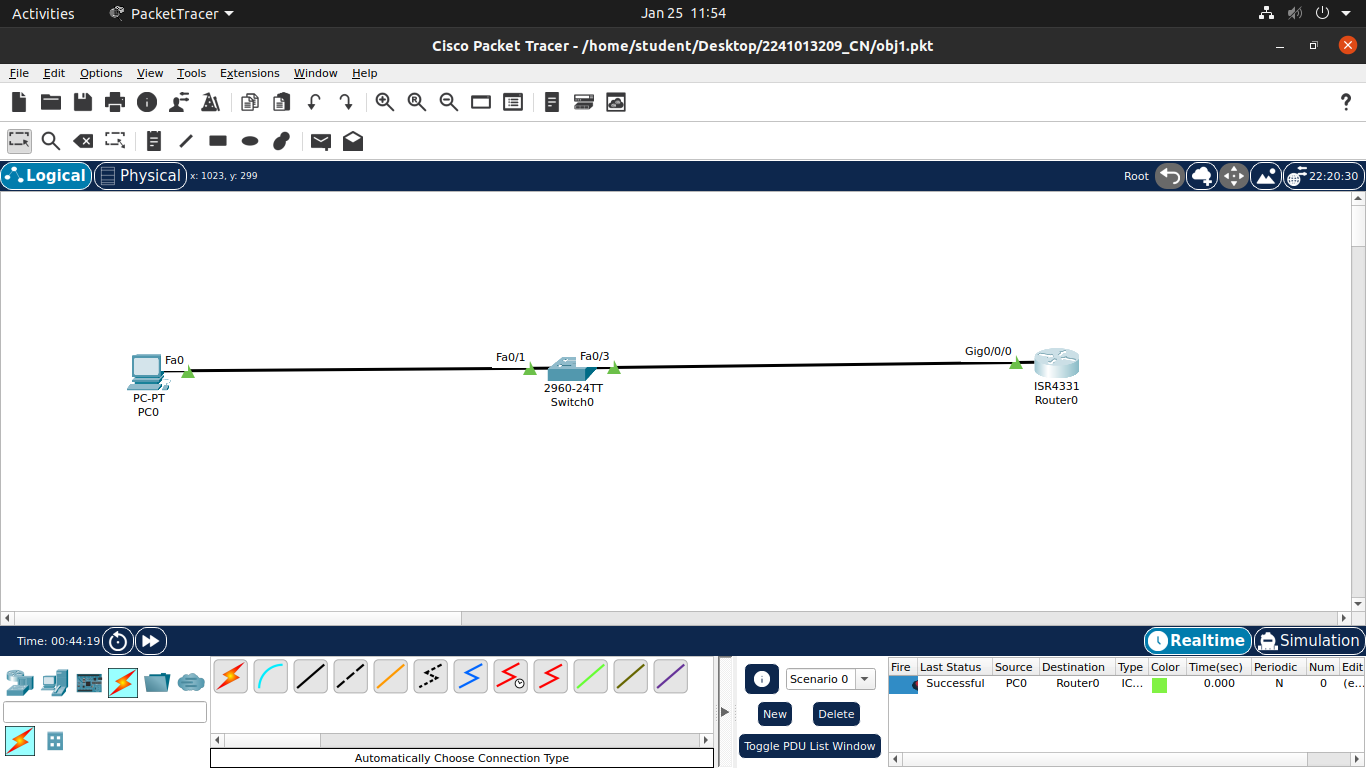 Activities PacketTracer Jan 25 11:54
Cisco Packet Tracer - /home/student/Desktop/2241013209_CN/obj1.pkt
File Edit Options View Tools Extensions Window Help
?
Logical Physical x: 1023, y: 299 Root 22:20:30
Fa0 Fa0/1 Fa0/3 Gig0/0/0
PC-PT 2960-24TT ISR4331
PC0 Switch0 Router0
Time: 00:44:19 Realtime Simulation
Scenario 0
New Delete
Toggle PDU List Window
Fire Last Status Source Destination Type Color Time(sec) Periodic Num Edit
Successful PC0 Router0 IC... 0.000 N 0 (e...
Automatically Choose Connection Type